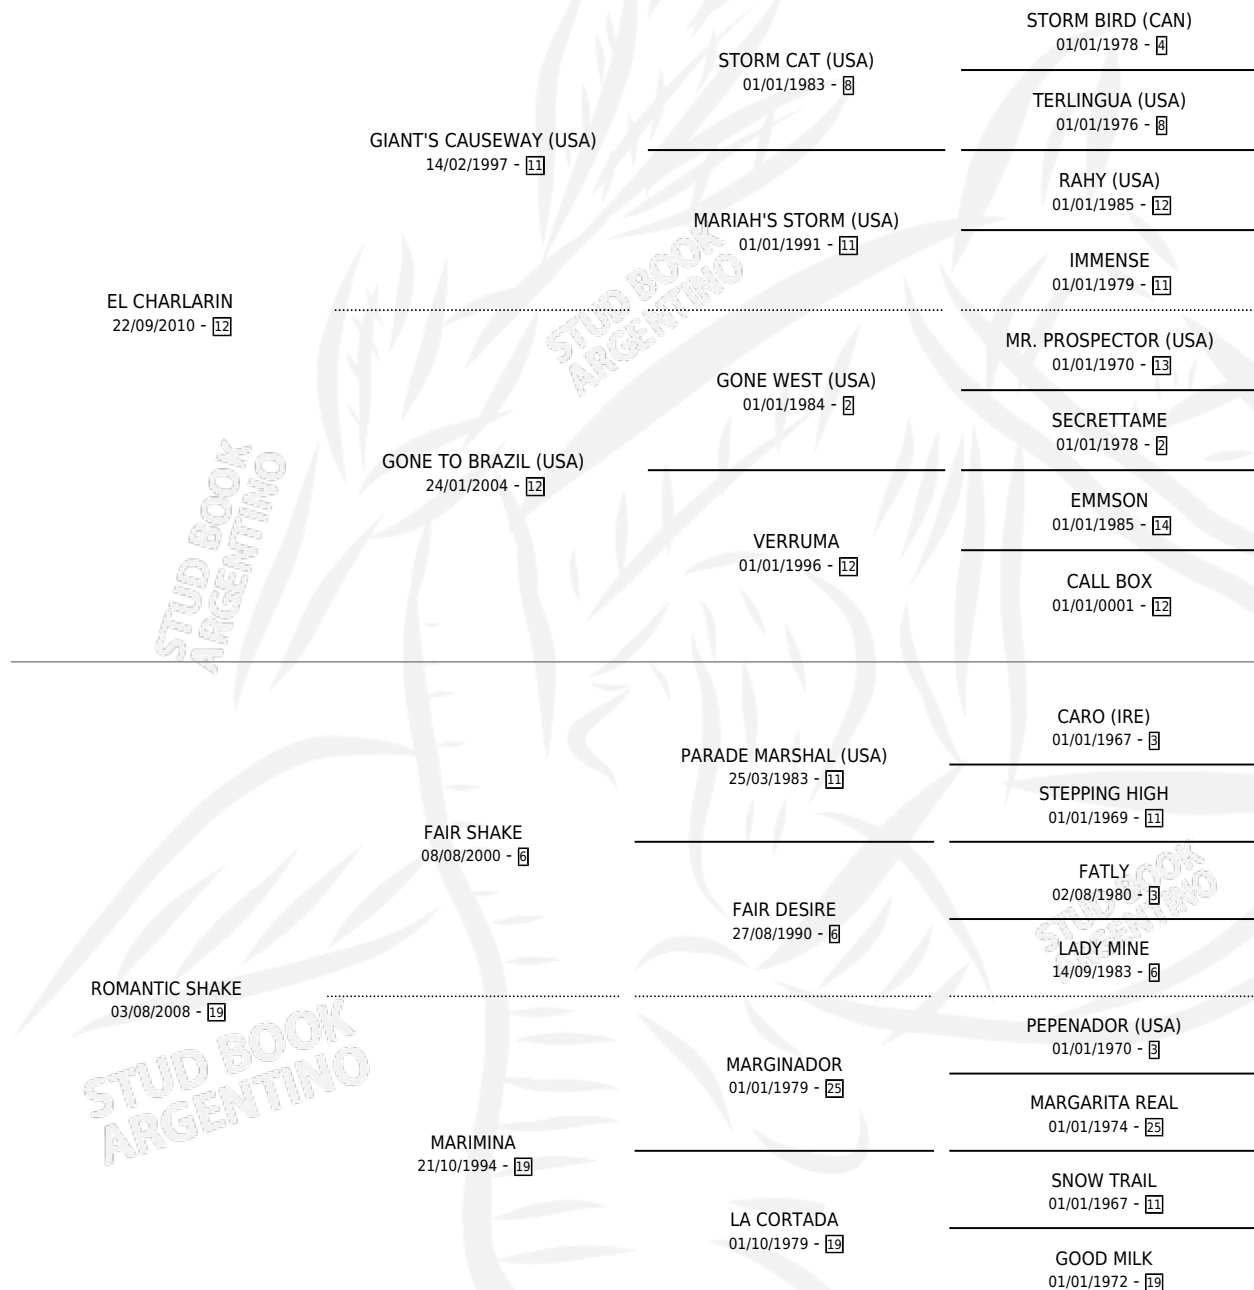 STORM BIRD (CAN)
01/01/1978 - 4
STORM CAT (USA)
01/01/1983 - 8
TERLINGUA (USA)
01/01/1976 - 8
GIANT'S CAUSEWAY (USA)
14/02/1997 - 11
RAHY (USA)
01/01/1985 - 12
MARIAH'S STORM (USA)
01/01/1991 - 11
IMMENSE
01/01/1979 - 11
EL CHARLARIN
22/09/2010 - 12
MR. PROSPECTOR (USA)
01/01/1970 - 13
GONE WEST (USA)
01/01/1984 - 2
SECRETTAME
01/01/1978 - 2
GONE TO BRAZIL (USA)
24/01/2004 - 12
EMMSON
01/01/1985 - 14
VERRUMA
01/01/1996 - 12
CALL BOX
01/01/0001 - 12
CARO (IRE)
01/01/1967 - 3
PARADE MARSHAL (USA)
25/03/1983 - 11
STEPPING HIGH
01/01/1969 - 11
FAIR SHAKE
08/08/2000 - 6
FATLY
02/08/1980 - 3
FAIR DESIRE
27/08/1990 - 6
LADY MINE
14/09/1983 - 6
ROMANTIC SHAKE
03/08/2008 - 19
PEPENADOR (USA)
01/01/1970 - 3
MARGINADOR
01/01/1979 - 25
MARGARITA REAL
01/01/1974 - 25
MARIMINA
21/10/1994 - 19
SNOW TRAIL
01/01/1967 - 11
LA CORTADA
01/10/1979 - 19
GOOD MILK
01/01/1972 - 19
STUD BOOK
ARGENTINO
STUD BOOK
ARGENTINO
STUD BOOK
ARGENTINO
STUD BOOK
ARGENTINO